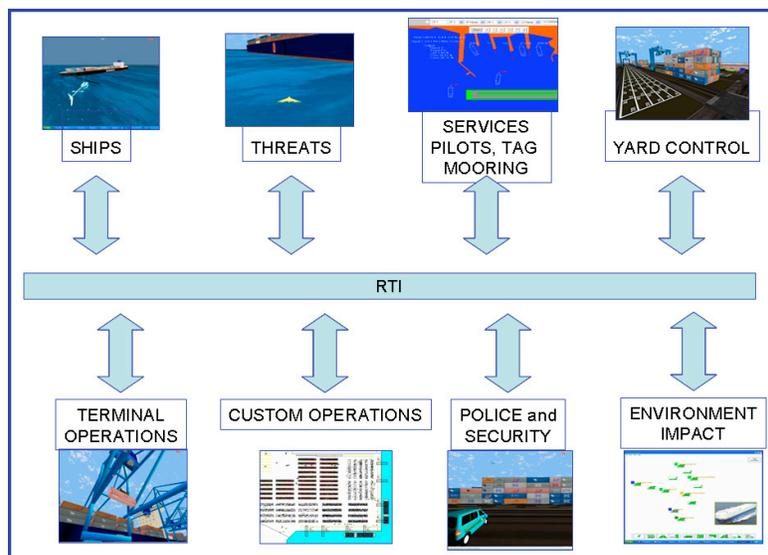 SHIPS
THREATS
SERVICES
PILOTS, TAG
MOORING
YARD CONTROL
RTI
TERMINAL
OPERATIONS
CUSTOM OPERATIONS
POLICE and
SECURITY
ENVIRONMENT
IMPACT